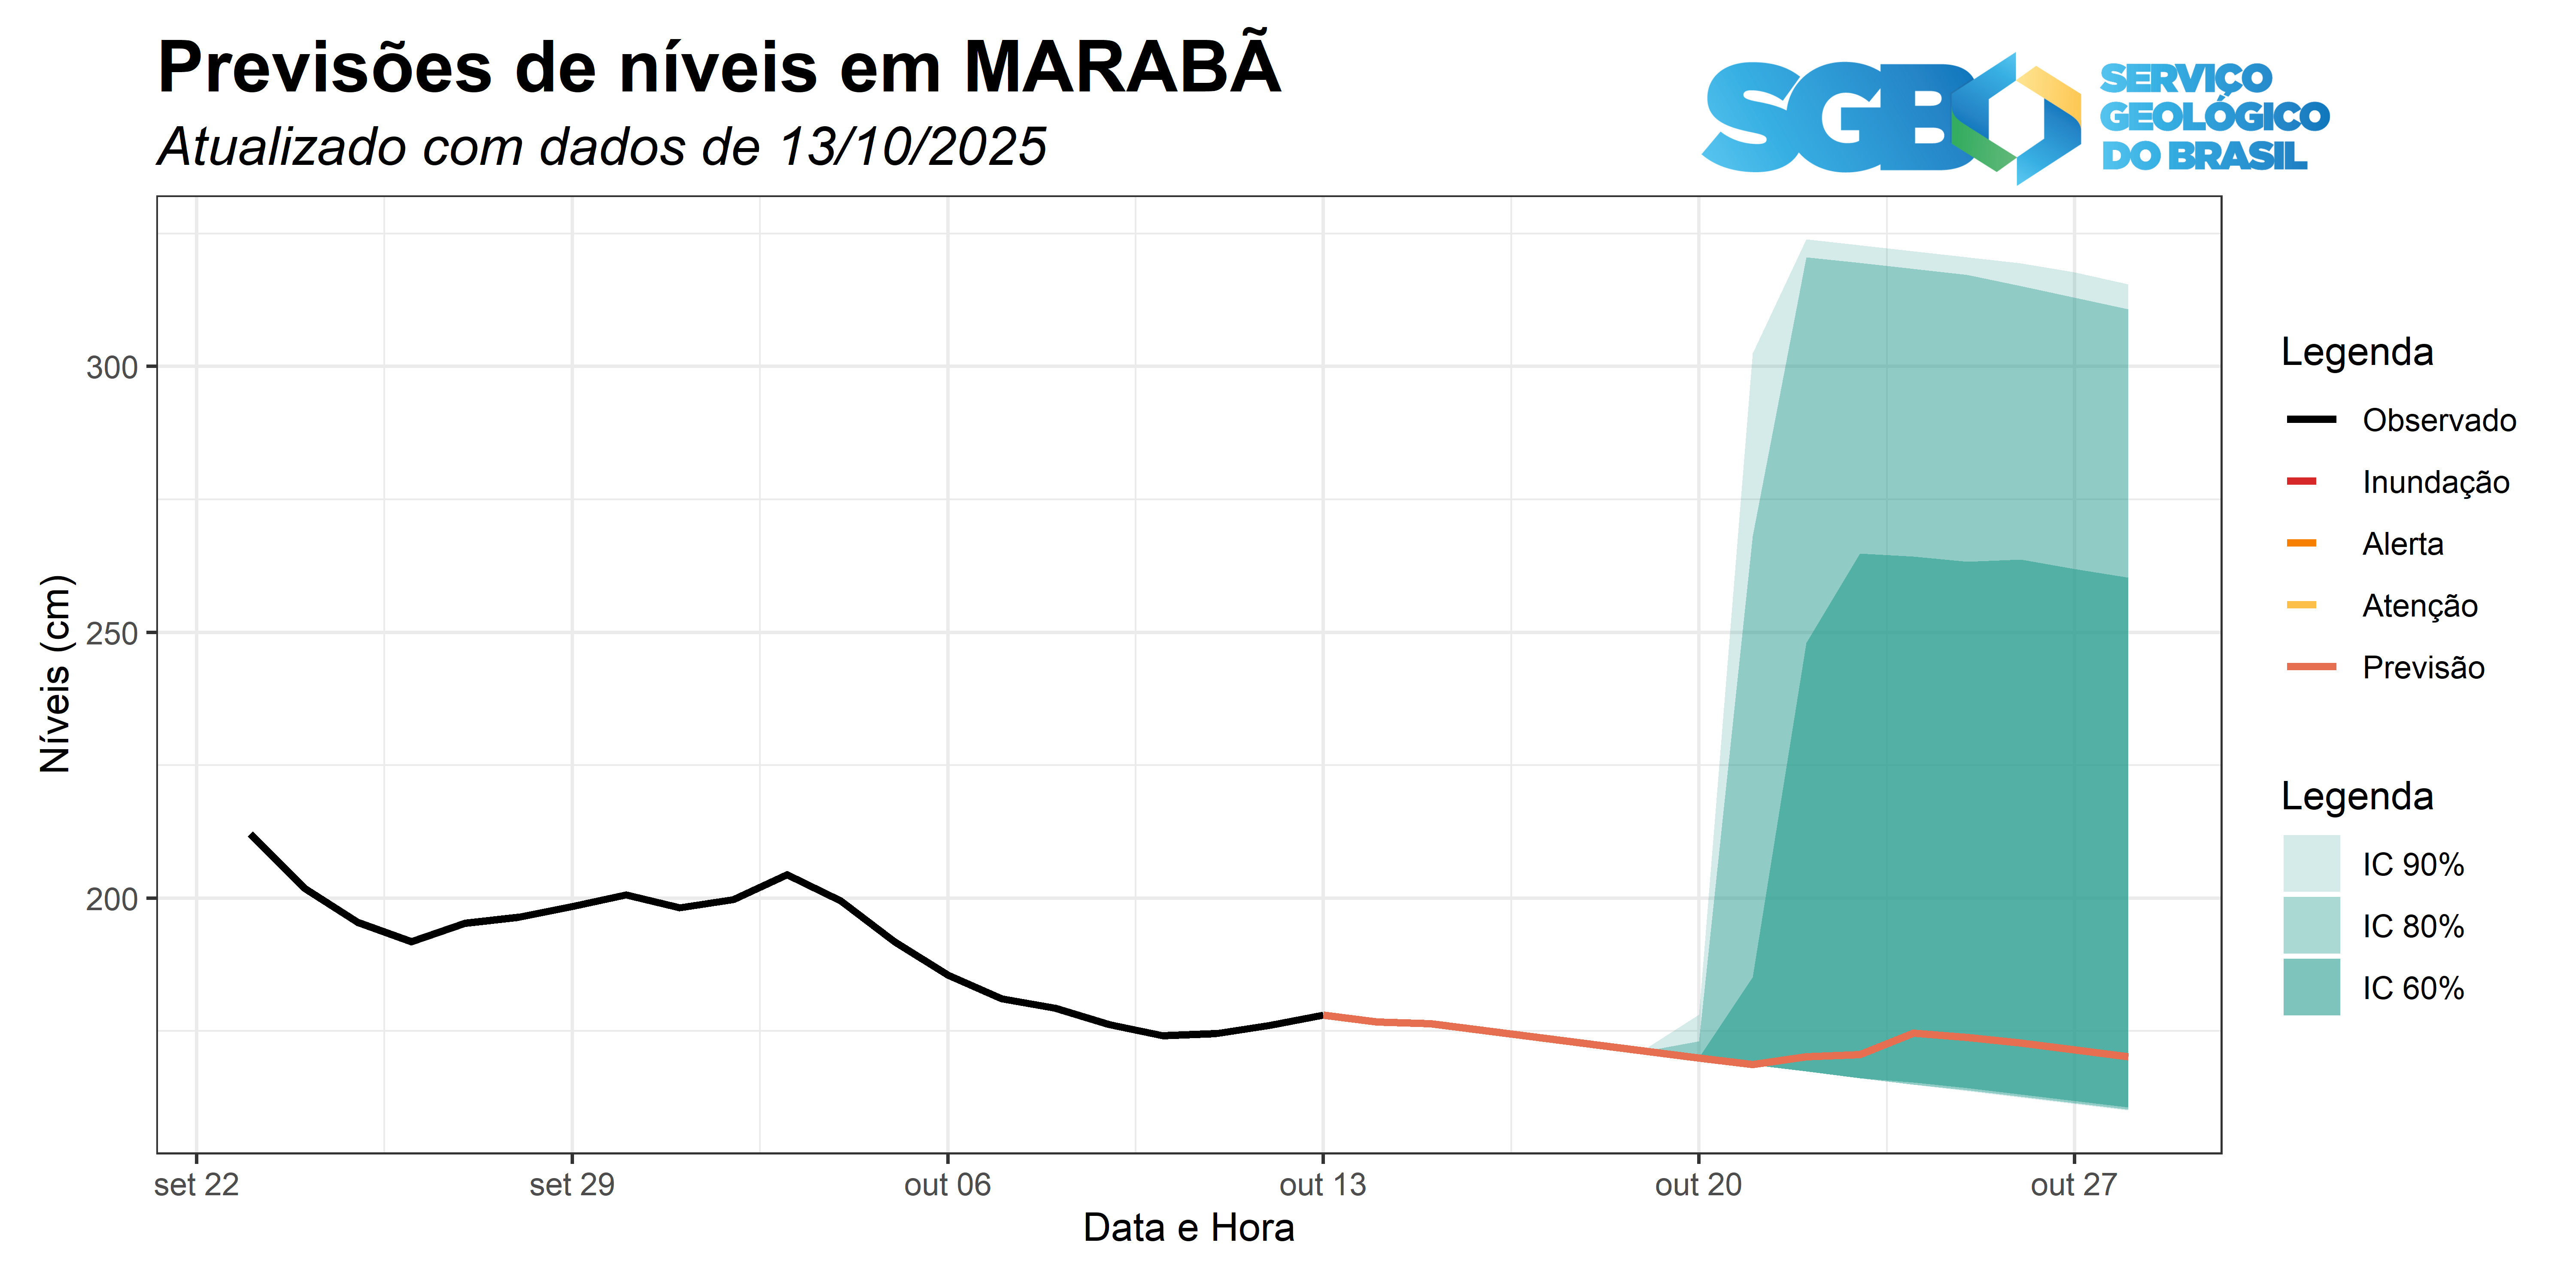 Previsões de níveis em MARABÃ
Atualizado com dados de 13/10/2025
SGB
SERVIÇO
GEOLÓGICO
DO BRASIL
Níveis (cm)
300
250
200
set 22
set 29
out 06
out 13
out 20
out 27
Data e Hora
Legenda
Observado
Inundação
Alerta
Atenção
Previsão
Legenda
IC 90%
IC 80%
IC 60%